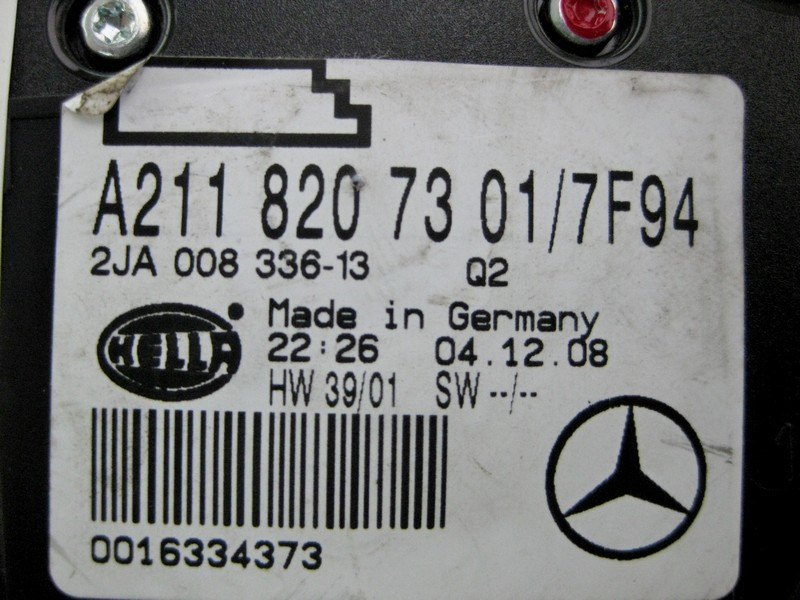 A211 820 73 01/7F94
2JA 008 336-13 Q2
HELLA
Made in Germany
22:26 04.12.08
HW 39/01 SW --/--
0016334373